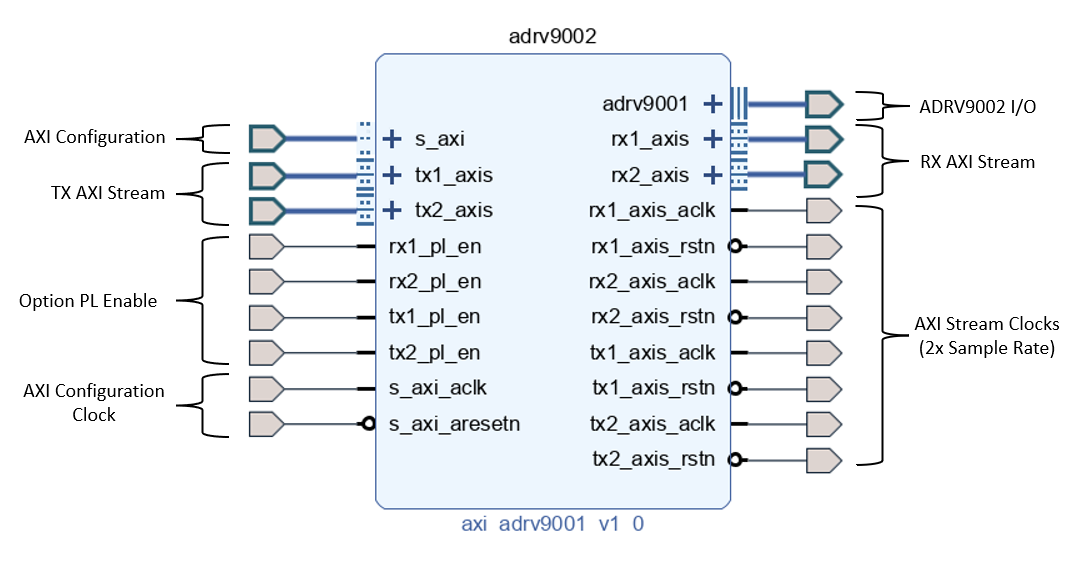 adrv9002
AXI Configuration
TX AXI Stream
Option PL Enable
AXI Configuration
Clock
s_axi
tx1_axis
tx2_axis
rx1_pl_en
rx2_pl_en
tx1_pl_en
tx2_pl_en
s_axi_aclk
s_axi_aresetn
adrv9001
rx1_axis
rx2_axis
rx1_axis_aclk
rx1_axis_rstn
rx2_axis_aclk
rx2_axis_rstn
tx1_axis_aclk
tx1_axis_rstn
tx2_axis_aclk
tx2_axis_rstn
ADRV9002 I/O
RX AXI Stream
AXI Stream Clocks
(2x Sample Rate)
axi_adrv9001_v1_0